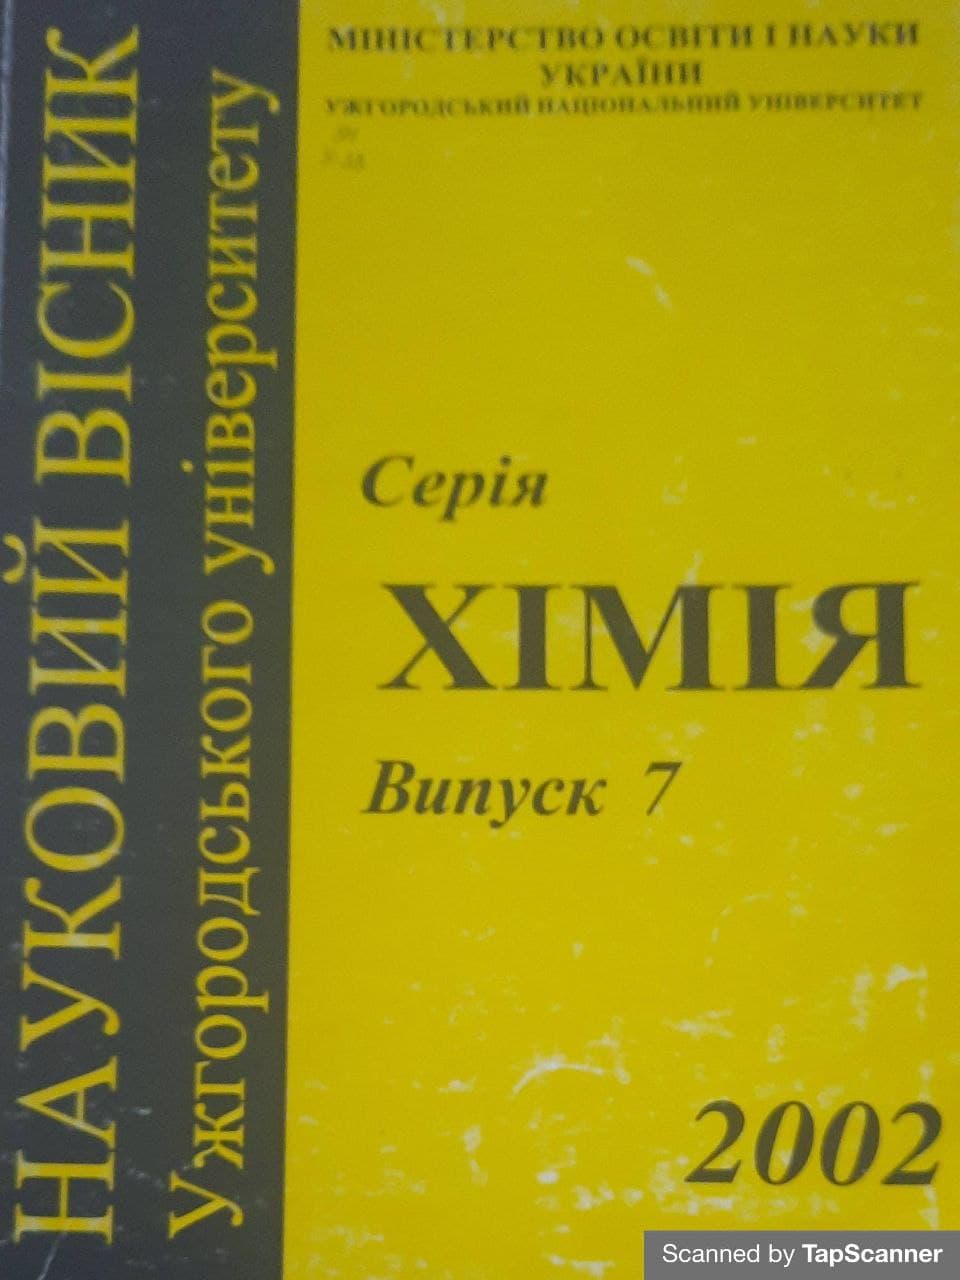 НАУКОВИЙ ВІСНИК
Ужгородського університету
МІНІСТЕРСТВО ОСВІТИ І НАУКИ
УКРАЇНИ
УЖГОРОДСЬКИЙ НАЦІОНАЛЬНИЙ УНІВЕРСИТЕТ
Серія
ХІМІЯ
Випуск 7
2002
Scanned by TapScanner